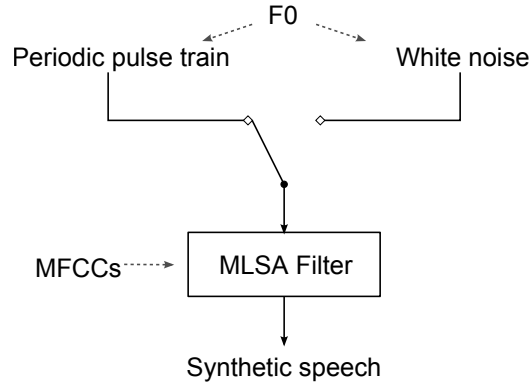 F0
Periodic pulse train
White noise
MFCCs
MLSA Filter
Synthetic speech